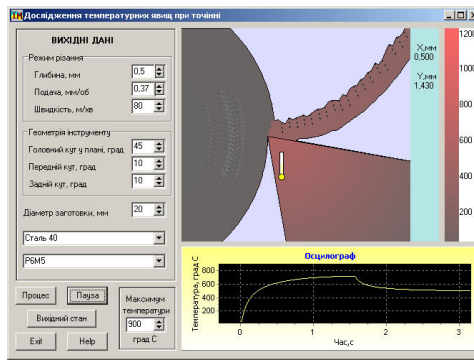 Дослідження температурних явищ при точінні
ВИХІДНІ ДАНІ
Режим різання
Глибина, мм 0,5
Подача, мм/об 0,37
Швидкість, м/хв 80
Геометрія інструменту
Головний кут у плані, град 45
Передній кут, град 10
Задній кут, град 10
Діаметр заготовки, мм 20
Сталь 40
Р6М5
Процес Пауза
Вихідний стан
Exit Help
Максимум
температури
900
град С
X,мм
0,500
Y,мм
1,430
1200
1000
800
600
400
200
Осцилограф
Температура, град С
800
600
400
200
0 1 2 3
Час,с